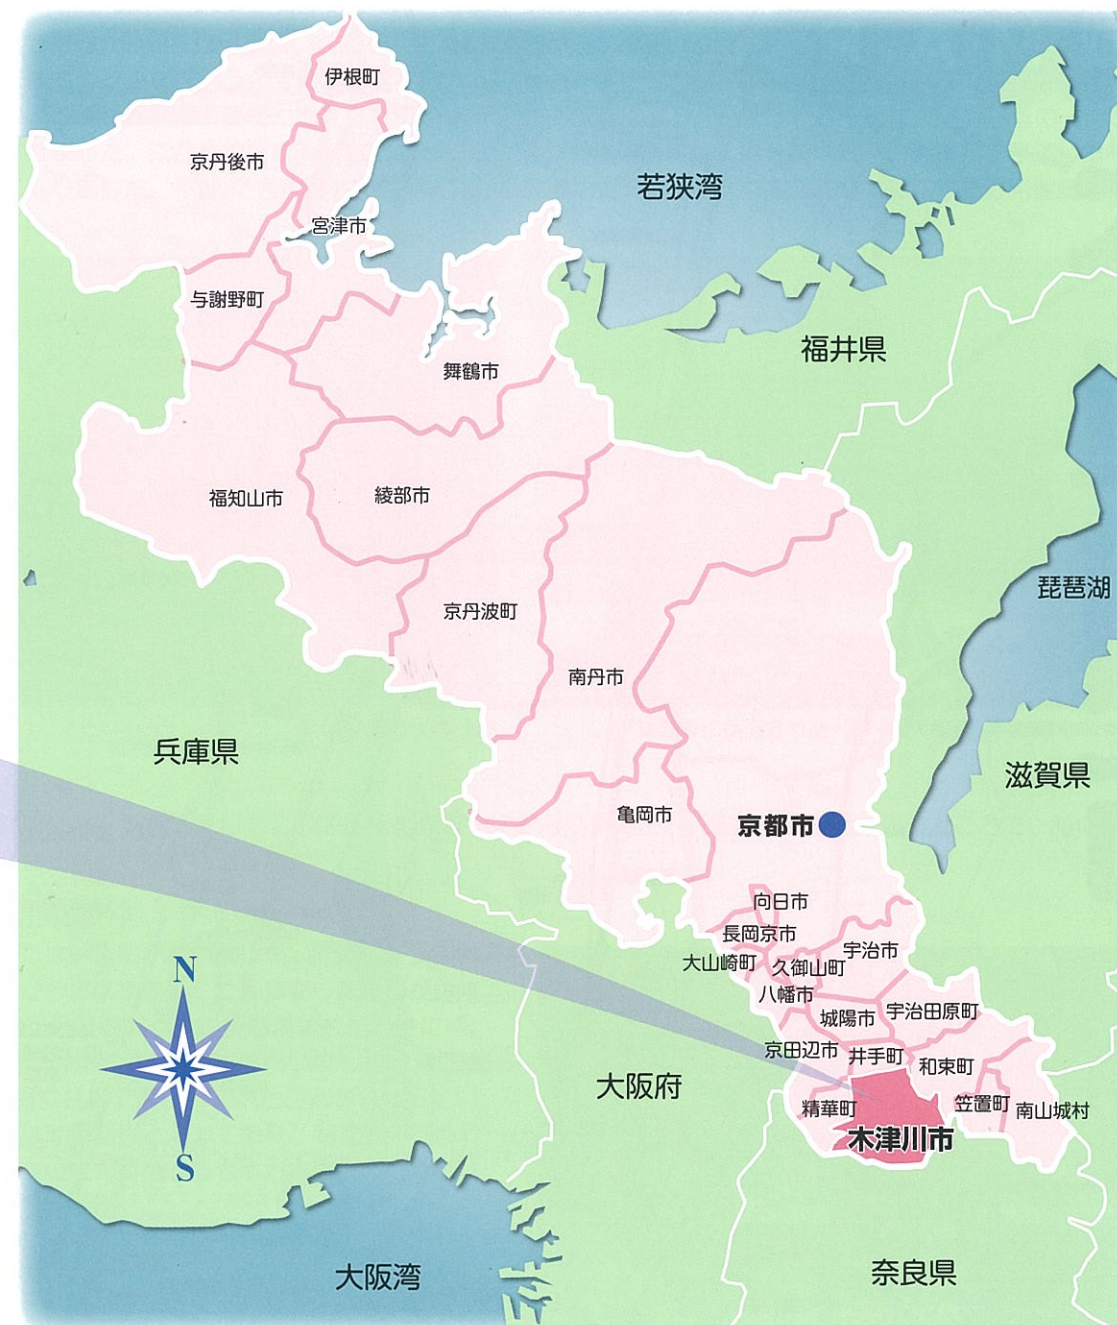 伊根町
京丹後市
若狭湾
宮津市
与謝野町
福井県
舞鶴市
福知山市
綾部市
琵琶湖
京丹波町
南丹市
兵庫県
滋賀県
亀岡市
京都市
向日市
長岡京市
宇治市
大山崎町
久御山町
N
八幡市
宇治田原町
城陽市
京田辺市
井手町
和束町
大阪府
精華町
笠置町
南山城村
木津川市
S
奈良県
大阪湾